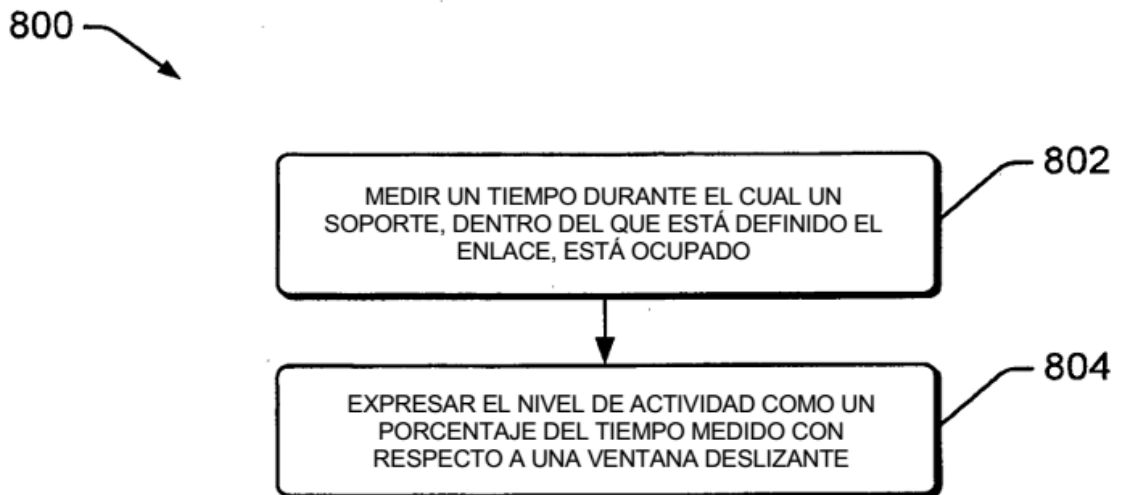 800
802
MEDIR UN TIEMPO DURANTE EL CUAL UN
SOPORTE, DENTRO DEL QUE ESTÁ DEFINIDO EL
ENLACE, ESTÁ OCUPADO
804
EXPRESAR EL NIVEL DE ACTIVIDAD COMO UN
PORCENTAJE DEL TIEMPO MEDIDO CON
RESPECTO A UNA VENTANA DESLIZANTE